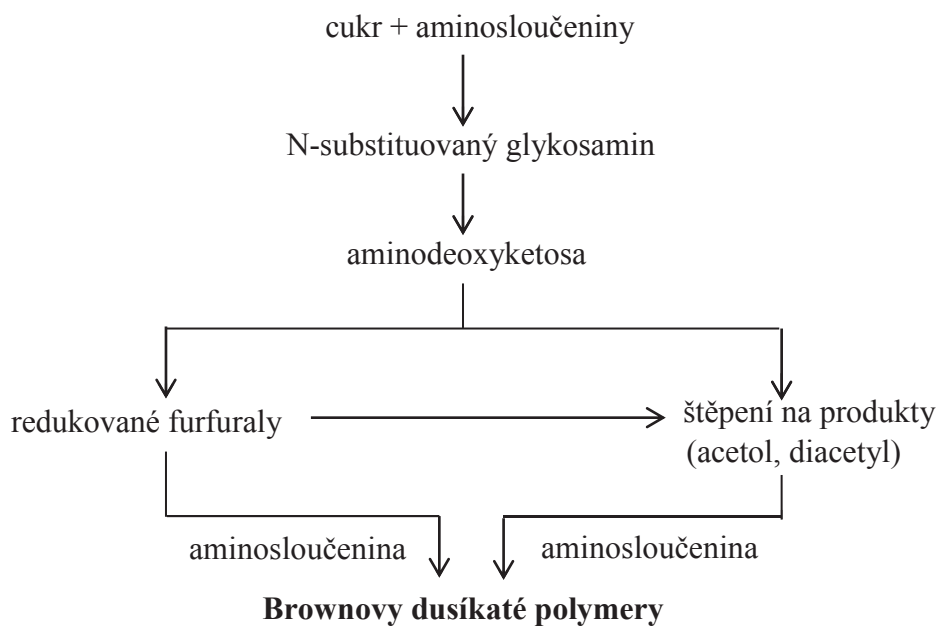 cukr + aminosloučeniny
N-substituovaný glykosamin
aminodeoxyketosa
redukované furfuraly
štěpení na produkty
(acetol, diacetyl)
aminosloučenina
aminosloučenina
Brownovy dusíkaté polymery